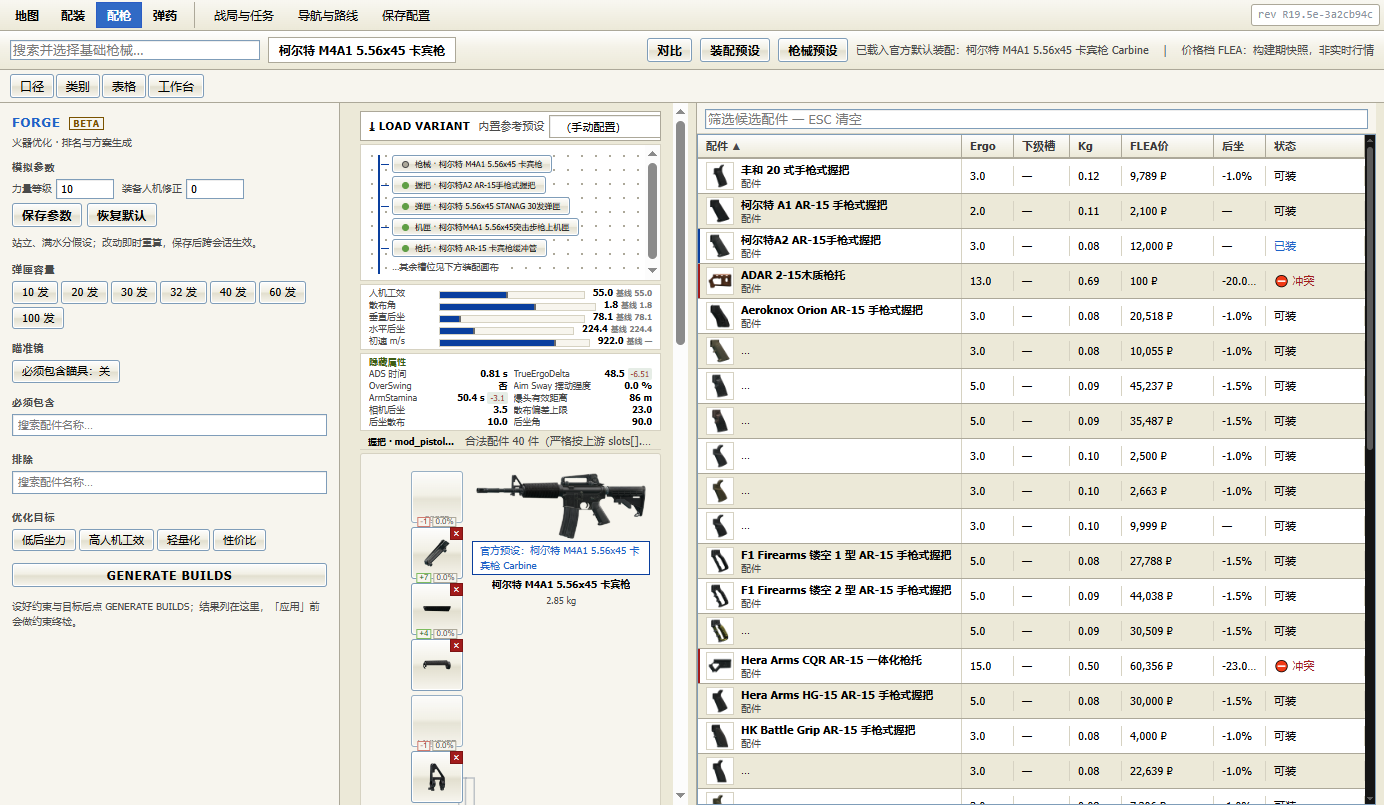 地图 配装 配枪 弹药 战局与任务 导航与路线 保存配置 rev R19.5e-3a2cb94c
搜索并选择基础枪械... 柯尔特 M4A1 5.56x45 卡宾枪 对比 装配预设 枪械预设 已载入官方默认装配：柯尔特 M4A1 5.56x45 卡宾枪 Carbine | 价格档 FLEA：构建期快照，非实时行情
口径 类别 表格 工作台
FORGE BETA
火器优化 · 排名与方案生成
模拟参数
力量等级 10 装备人机修正 0
保存参数 恢复默认
站立、满水分假设；改动即时重算，保存后跨会话生效。
弹匣容量
10 发 20 发 30 发 32 发 40 发 60 发
100 发
瞄准镜
必须包含瞄具：关
必须包含
搜索配件名称...
排除
搜索配件名称...
优化目标
低后坐力 高人机工效 轻量化 性价比
GENERATE BUILDS
设好约束与目标后点 GENERATE BUILDS；结果列在这里，「应用」前
会做约束终检。
⤓ LOAD VARIANT 内置参考预设 (手动配置)
枪械 · 柯尔特 M4A1 5.56x45 卡宾枪
握把 · 柯尔特A2 AR-15手枪式握把
弹匣 · 柯尔特 5.56x45 STANAG 30发弹匣
机匣 · 柯尔特M4A1 5.56x45突击步枪上机匣
枪托 · 柯尔特 AR-15 卡宾枪缓冲管
...其余槽位见下方装配画布
人机工效 55.0 基线 55.0
散布角 1.8 基线 1.8
垂直后坐 78.1 基线 78.1
水平后坐 224.4 基线 224.4
初速 m/s 922.0 基线 —
隐藏属性
ADS 时间 0.81 s TrueErgoDelta 48.5 -6.51
OverSwing 否 Aim Sway 摆动强度 0.0 %
ArmStamina 50.4 s -3.1 爆头有效距离 86 m
相机后坐 3.5 散布偏差上限 23.0
后坐散布 10.0 后坐角 90.0
握把 · mod_pistol... 合法配件 40 件（严格按上游 slots[]....
-1 0.0%
x
+7 0.0%
x
+4 0.0%
x
-1 0.0%
x
官方预设：柯尔特 M4A1 5.56x45 卡
宾枪 Carbine
柯尔特 M4A1 5.56x45 卡宾枪
2.85 kg
筛选候选配件 — ESC 清空
配件 ▲ Ergo 下级槽 Kg FLEA价 后坐 状态
丰和 20 式手枪式握把
配件 3.0 — 0.12 9,789 ₽ -1.0% 可装
柯尔特 A1 AR-15 手枪式握把
配件 2.0 — 0.11 2,100 ₽ — 可装
柯尔特A2 AR-15手枪式握把
配件 3.0 — 0.08 12,000 ₽ — 已装
ADAR 2-15木质枪托
配件 13.0 — 0.69 100 ₽ -20.0... 冲突
Aeroknox Orion AR-15 手枪式握把
配件 3.0 — 0.08 20,518 ₽ -1.0% 可装
... 3.0 — 0.08 10,055 ₽ -1.0% 可装
... 5.0 — 0.09 45,237 ₽ -1.5% 可装
... 5.0 — 0.09 35,487 ₽ -1.5% 可装
... 3.0 — 0.10 2,500 ₽ -1.0% 可装
... 3.0 — 0.10 2,663 ₽ -1.0% 可装
... 3.0 — 0.10 9,999 ₽ — 可装
F1 Firearms 镂空 1 型 AR-15 手枪式握把
配件 5.0 — 0.09 27,788 ₽ -1.5% 可装
F1 Firearms 镂空 2 型 AR-15 手枪式握把
配件 5.0 — 0.09 44,038 ₽ -1.5% 可装
... 5.0 — 0.09 30,509 ₽ -1.5% 可装
Hera Arms CQR AR-15 一体化枪托
配件 15.0 — 0.50 60,356 ₽ -23.0... 冲突
Hera Arms HG-15 AR-15 手枪式握把
配件 5.0 — 0.08 30,000 ₽ -1.5% 可装
HK Battle Grip AR-15 手枪式握把
配件 3.0 — 0.08 4,000 ₽ -1.0% 可装
... 3.0 — 0.08 22,639 ₽ -1.0% 可装